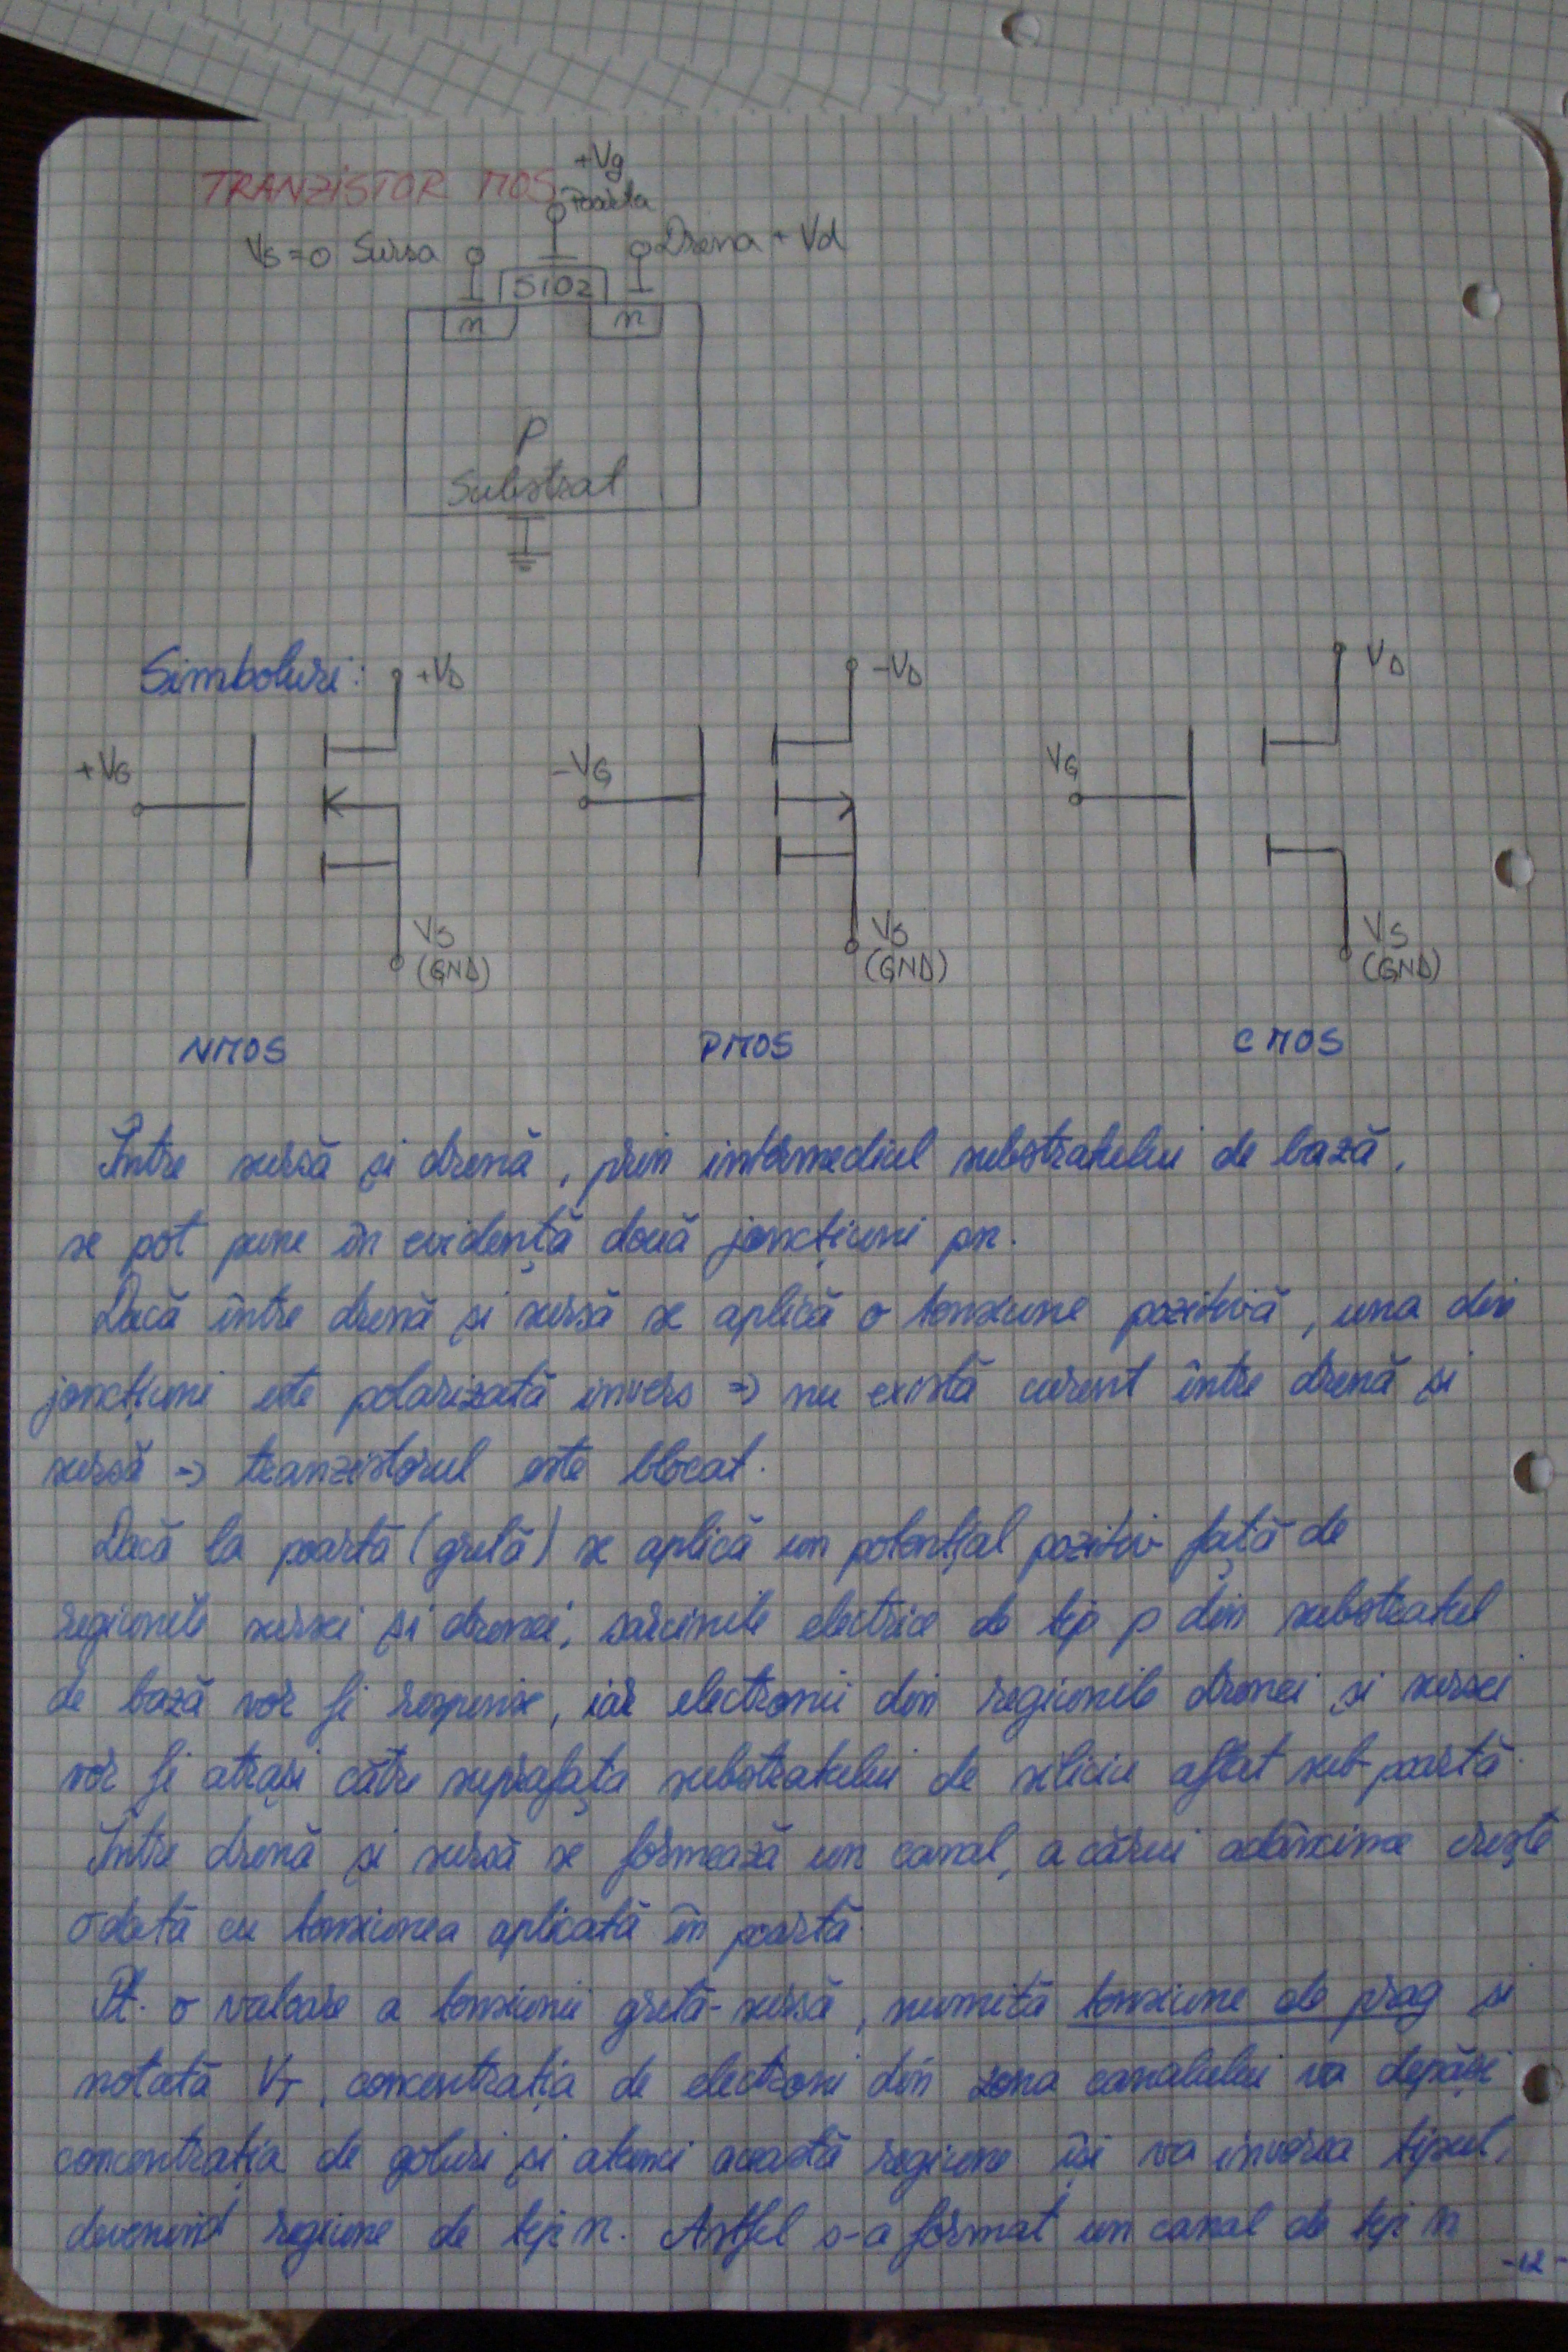 TRANZISTOR MOS
+Vg
Poarta
Vs=0 Sursa
Drena + Vd
SiO2
n
n
P
Substrat
Simboluri:
+VD
-VD
VD
+VG
-VG
VG
VS
(GND)
VS
(GND)
VS
(GND)
NMOS
PMOS
CMOS
Între sursă și drenă, prin intermediul substratului de bază,
se pot pune în evidență două joncțiuni pn.
Dacă între drenă și sursă se aplică o tensiune pozitivă, una din
joncțiuni este polarizată invers => nu există curent între drenă și
sursă => tranzistorul este blocat.
Dacă la poartă (grilă) se aplică un potențial pozitiv față de
regiunile sursei și drenei, sarcinile electrice de tip p din substratul
de bază vor fi respinse, iar electronii din regiunile drenei și sursei
vor fi atrași către suprafața substratului de siliciu aflat sub poartă.
Între drenă și sursă se formează un canal, a cărui adâncime crește
odată cu tensiunea aplicată în poartă.
Pt. o valoare a tensiunii grilă-sursă, numită tensiune de prag și
notată VT, concentrația de electroni din zona canalului va depăși
concentrația de goluri și atunci această regiune își va inversa tipul,
devenind regiune de tip n. Astfel s-a format un canal de tip n
-12-